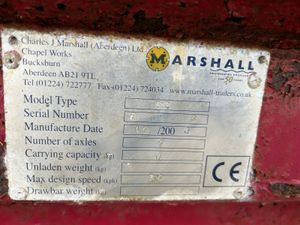 Charles J Marshall (Aberdeen) Ltd
Chapel Works
Bucksburn
Aberdeen AB21 9TL
Tel (01224) 722777 Fax (01224) 724034 www.marshall-trailers.co.uk
M MARSHALL
50
Model Type
Serial Number
Manufacture Date /200
Number of axles
Carrying capacity (kg)
Unladen weight (kg)
Max design speed (kph)
Drawbar weight (kg)
CE